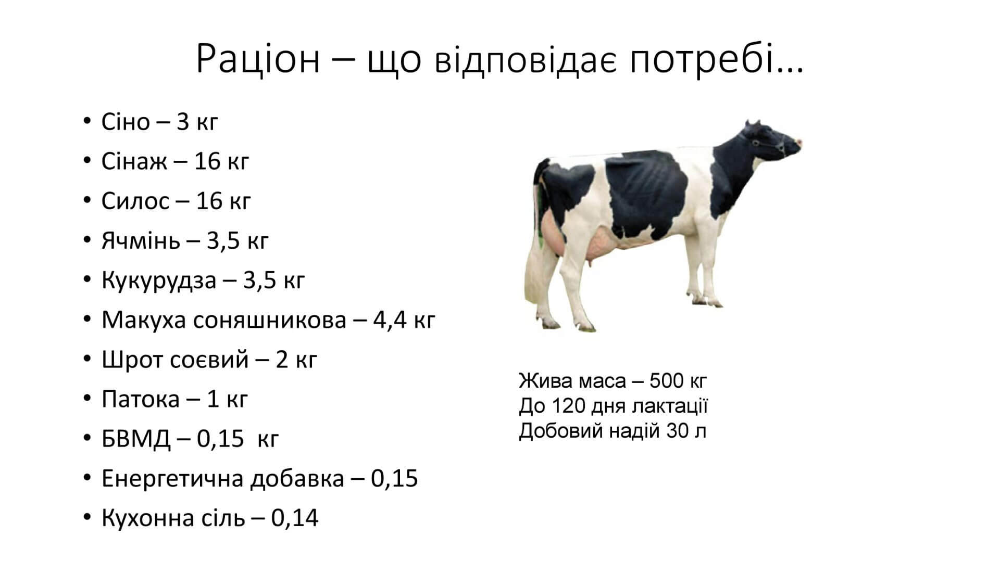 Раціон – що відповідає потребі...
• Сіно – 3 кг
• Сінаж – 16 кг
• Силос – 16 кг
• Ячмінь – 3,5 кг
• Кукурудза – 3,5 кг
• Макуха соняшникова – 4,4 кг
• Шрот соєвий – 2 кг
• Патока – 1 кг
• БВМД – 0,15 кг
• Енергетична добавка – 0,15
• Кухонна сіль – 0,14
Жива маса – 500 кг
До 120 дня лактації
Добовий надій 30 л